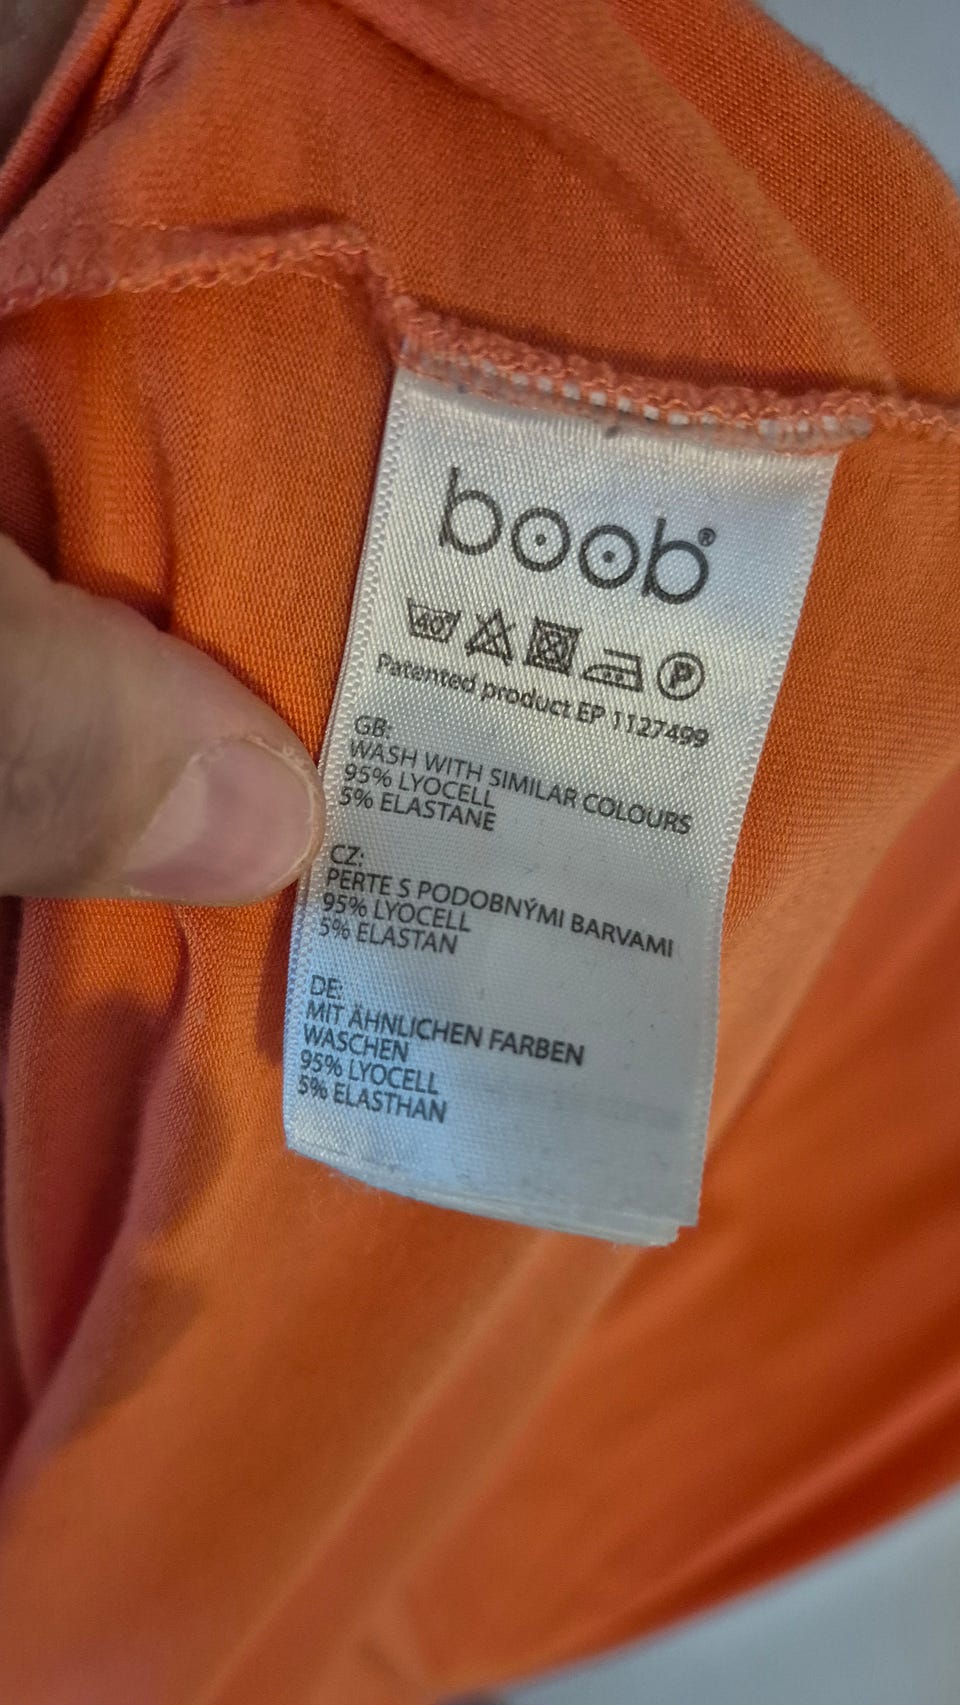 boob®
40°
P
Patented product EP 1127499
GB:
WASH WITH SIMILAR COLOURS
95% LYOCELL
5% ELASTANE
CZ:
PERTE S PODOBNÝMI BARVAMI
95% LYOCELL
5% ELASTAN
DE:
MIT ÄHNLICHEN FARBEN
WASCHEN
95% LYOCELL
5% ELASTHAN